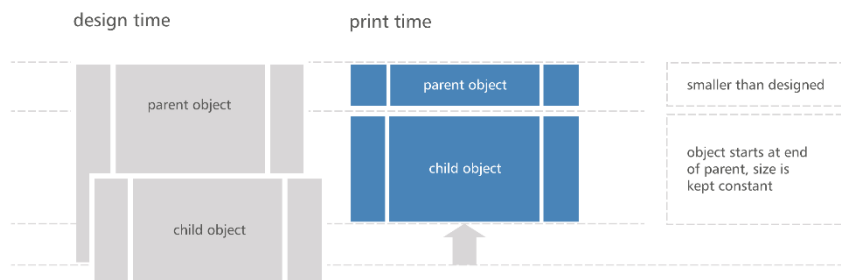 design time
print time
parent object
parent object
smaller than designed
child object
object starts at end
of parent, size is
kept constant
child object